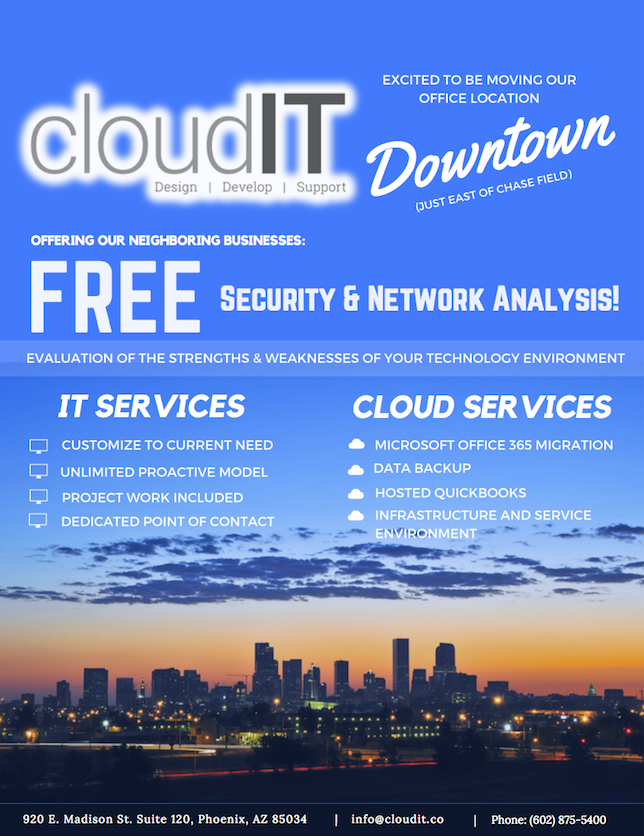 cloudIT
Design | Develop | Support
EXCITED TO BE MOVING OUR
OFFICE LOCATION
Downtown
(JUST EAST OF CHASE FIELD)
OFFERING OUR NEIGHBORING BUSINESSES:
FREE SECURITY & NETWORK ANALYSIS!
EVALUATION OF THE STRENGTHS & WEAKNESSES OF YOUR TECHNOLOGY ENVIRONMENT
IT SERVICES
CUSTOMIZE TO CURRENT NEED
UNLIMITED PROACTIVE MODEL
PROJECT WORK INCLUDED
DEDICATED POINT OF CONTACT
CLOUD SERVICES
MICROSOFT OFFICE 365 MIGRATION
DATA BACKUP
HOSTED QUICKBOOKS
INFRASTRUCTURE AND SERVICE
ENVIRONMENT
920 E. Madison St. Suite 120, Phoenix, AZ 85034 | info@cloudit.co | Phone: (602) 875-5400